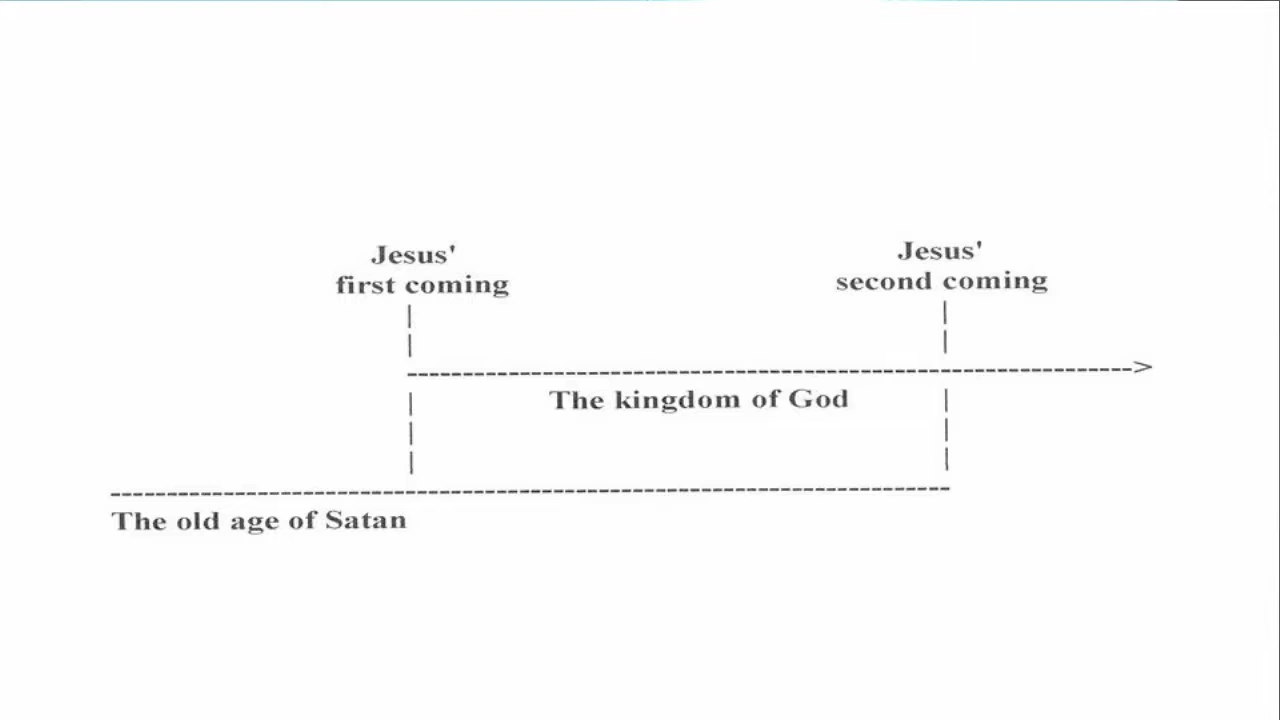 Jesus'
first coming
Jesus'
second coming
The kingdom of God
The old age of Satan